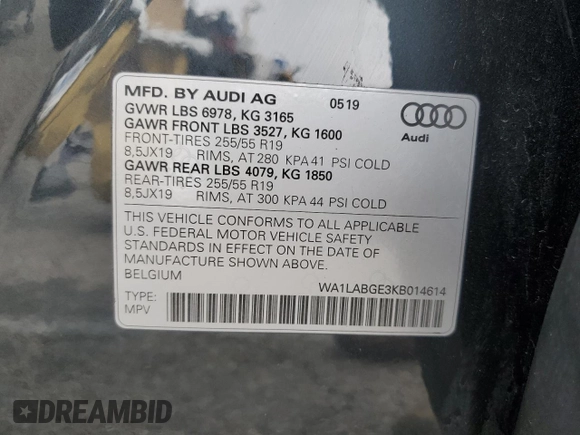 MFD. BY AUDI AG 05 19
GVWR LBS 6978, KG 3165
GAWR FRONT LBS 3527, KG 1600
FRONT-TIRES 255/55 R19
8,5JX19 RIMS, AT 280 KPA 41 PSI COLD
GAWR REAR LBS 4079, KG 1850
REAR-TIRES 255/55 R19
8,5JX19 RIMS, AT 300 KPA 44 PSI COLD
Audi
THIS VEHICLE CONFORMS TO ALL APPLICABLE
U.S. FEDERAL MOTOR VEHICLE SAFETY
STANDARDS IN EFFECT ON THE DATE OF
MANUFACTURE SHOWN ABOVE.
BELGIUM
WA1LABGE3KB014614
TYPE:
MPV
DREAMBID